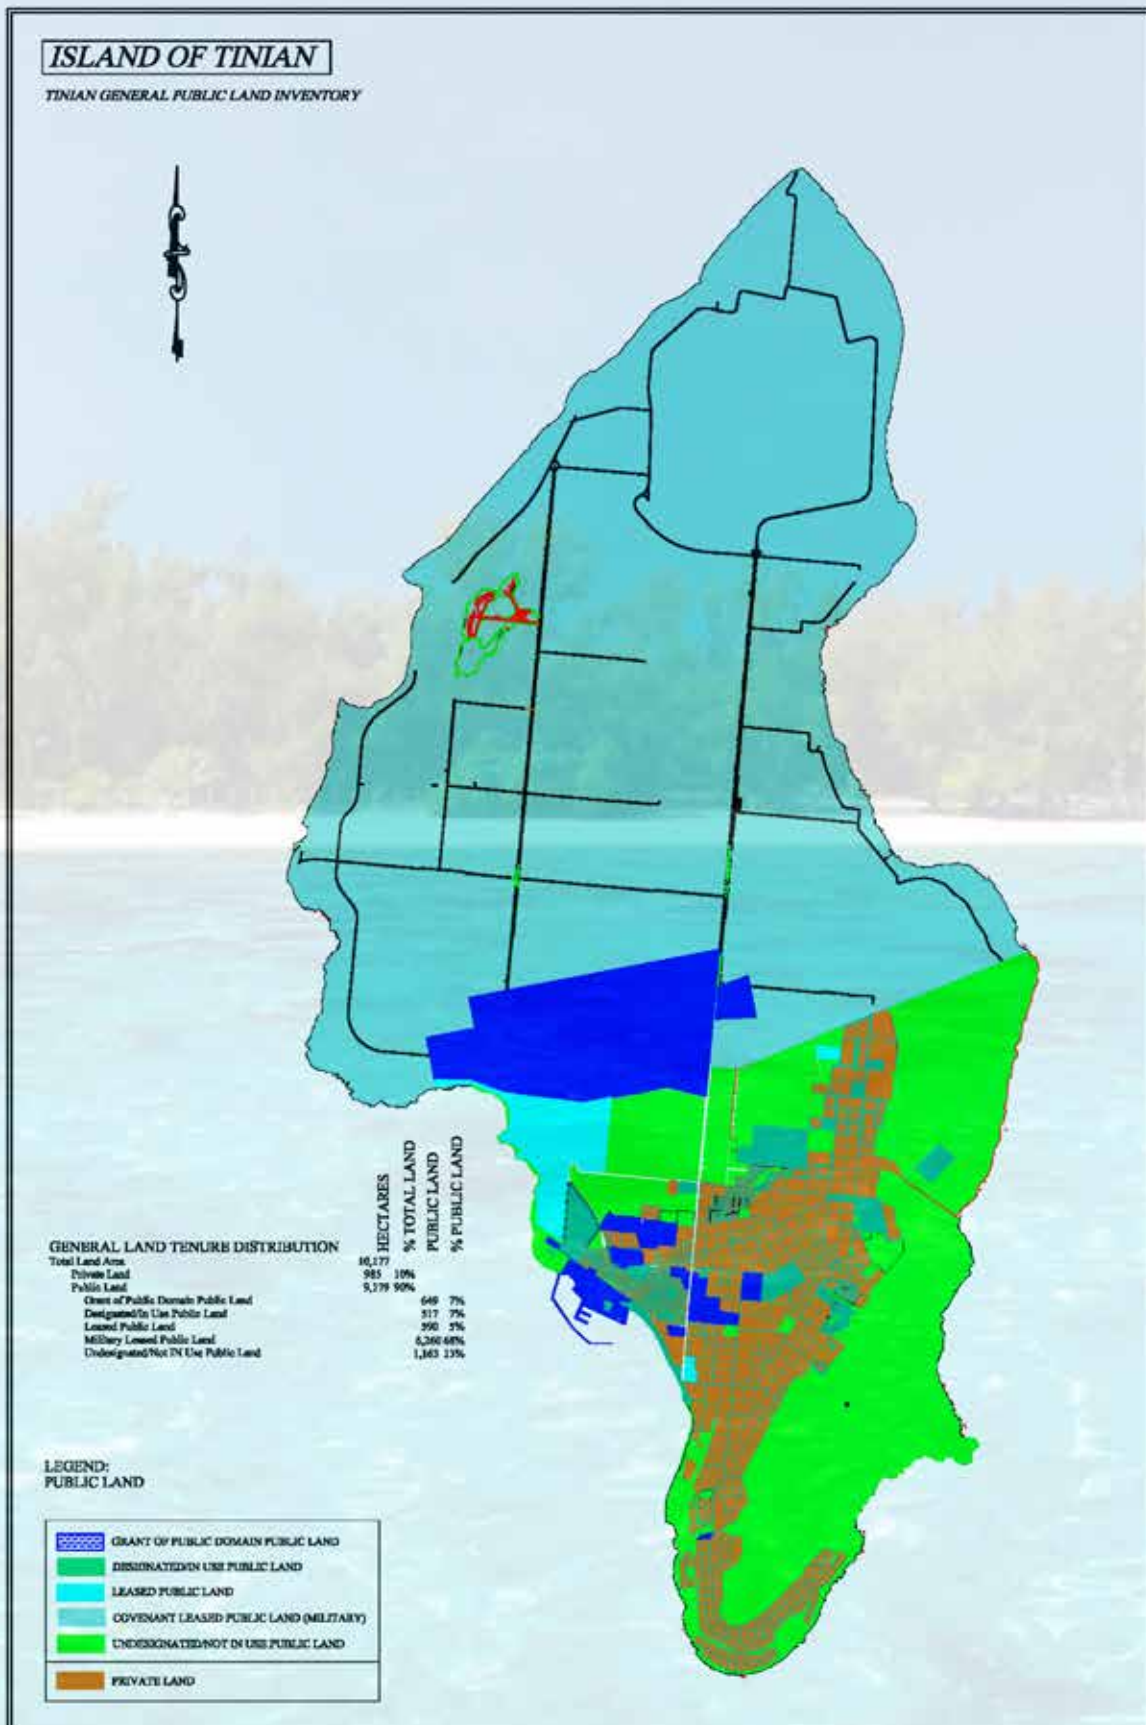 ISLAND OF TINIAN
TINIAN GENERAL PUBLIC LAND INVENTORY
HECTARES
% TOTAL LAND
PUBLIC LAND
% PUBLIC LAND
GENERAL LAND TENURE DISTRIBUTION
Total Land Area 10,177
Private Land 985 10%
Public Land 9,179 90%
Grant of Public Domain Public Land 649 7%
Designated/In Use Public Land 517 7%
Leased Public Land 590 5%
Military Leased Public Land 6,260 68%
Undesignated/Not IN Use Public Land 1,163 13%
LEGEND:
PUBLIC LAND
GRANT OF PUBLIC DOMAIN PUBLIC LAND
DESIGNATED/IN USE PUBLIC LAND
LEASED PUBLIC LAND
COVENANT LEASED PUBLIC LAND (MILITARY)
UNDESIGNATED/NOT IN USE PUBLIC LAND
PRIVATE LAND